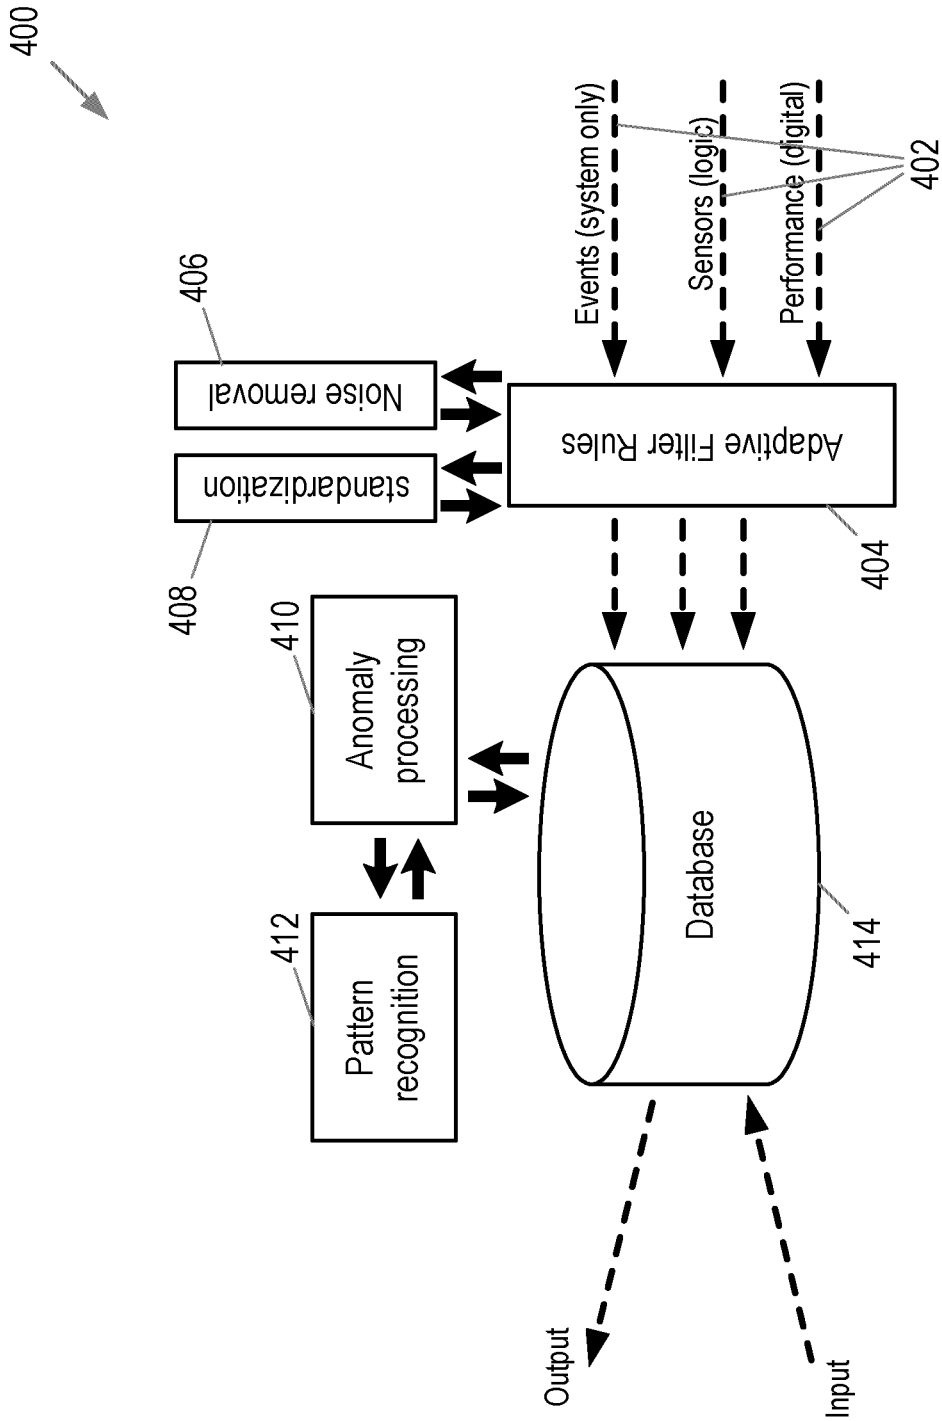 400
406
408
Noise removal
standardization
410
Anomaly
processing
412
Pattern
recognition
Events (system only)
Sensors (logic)
Performance (digital)
402
Adaptive Filter Rules
404
Database
414
Output
Input